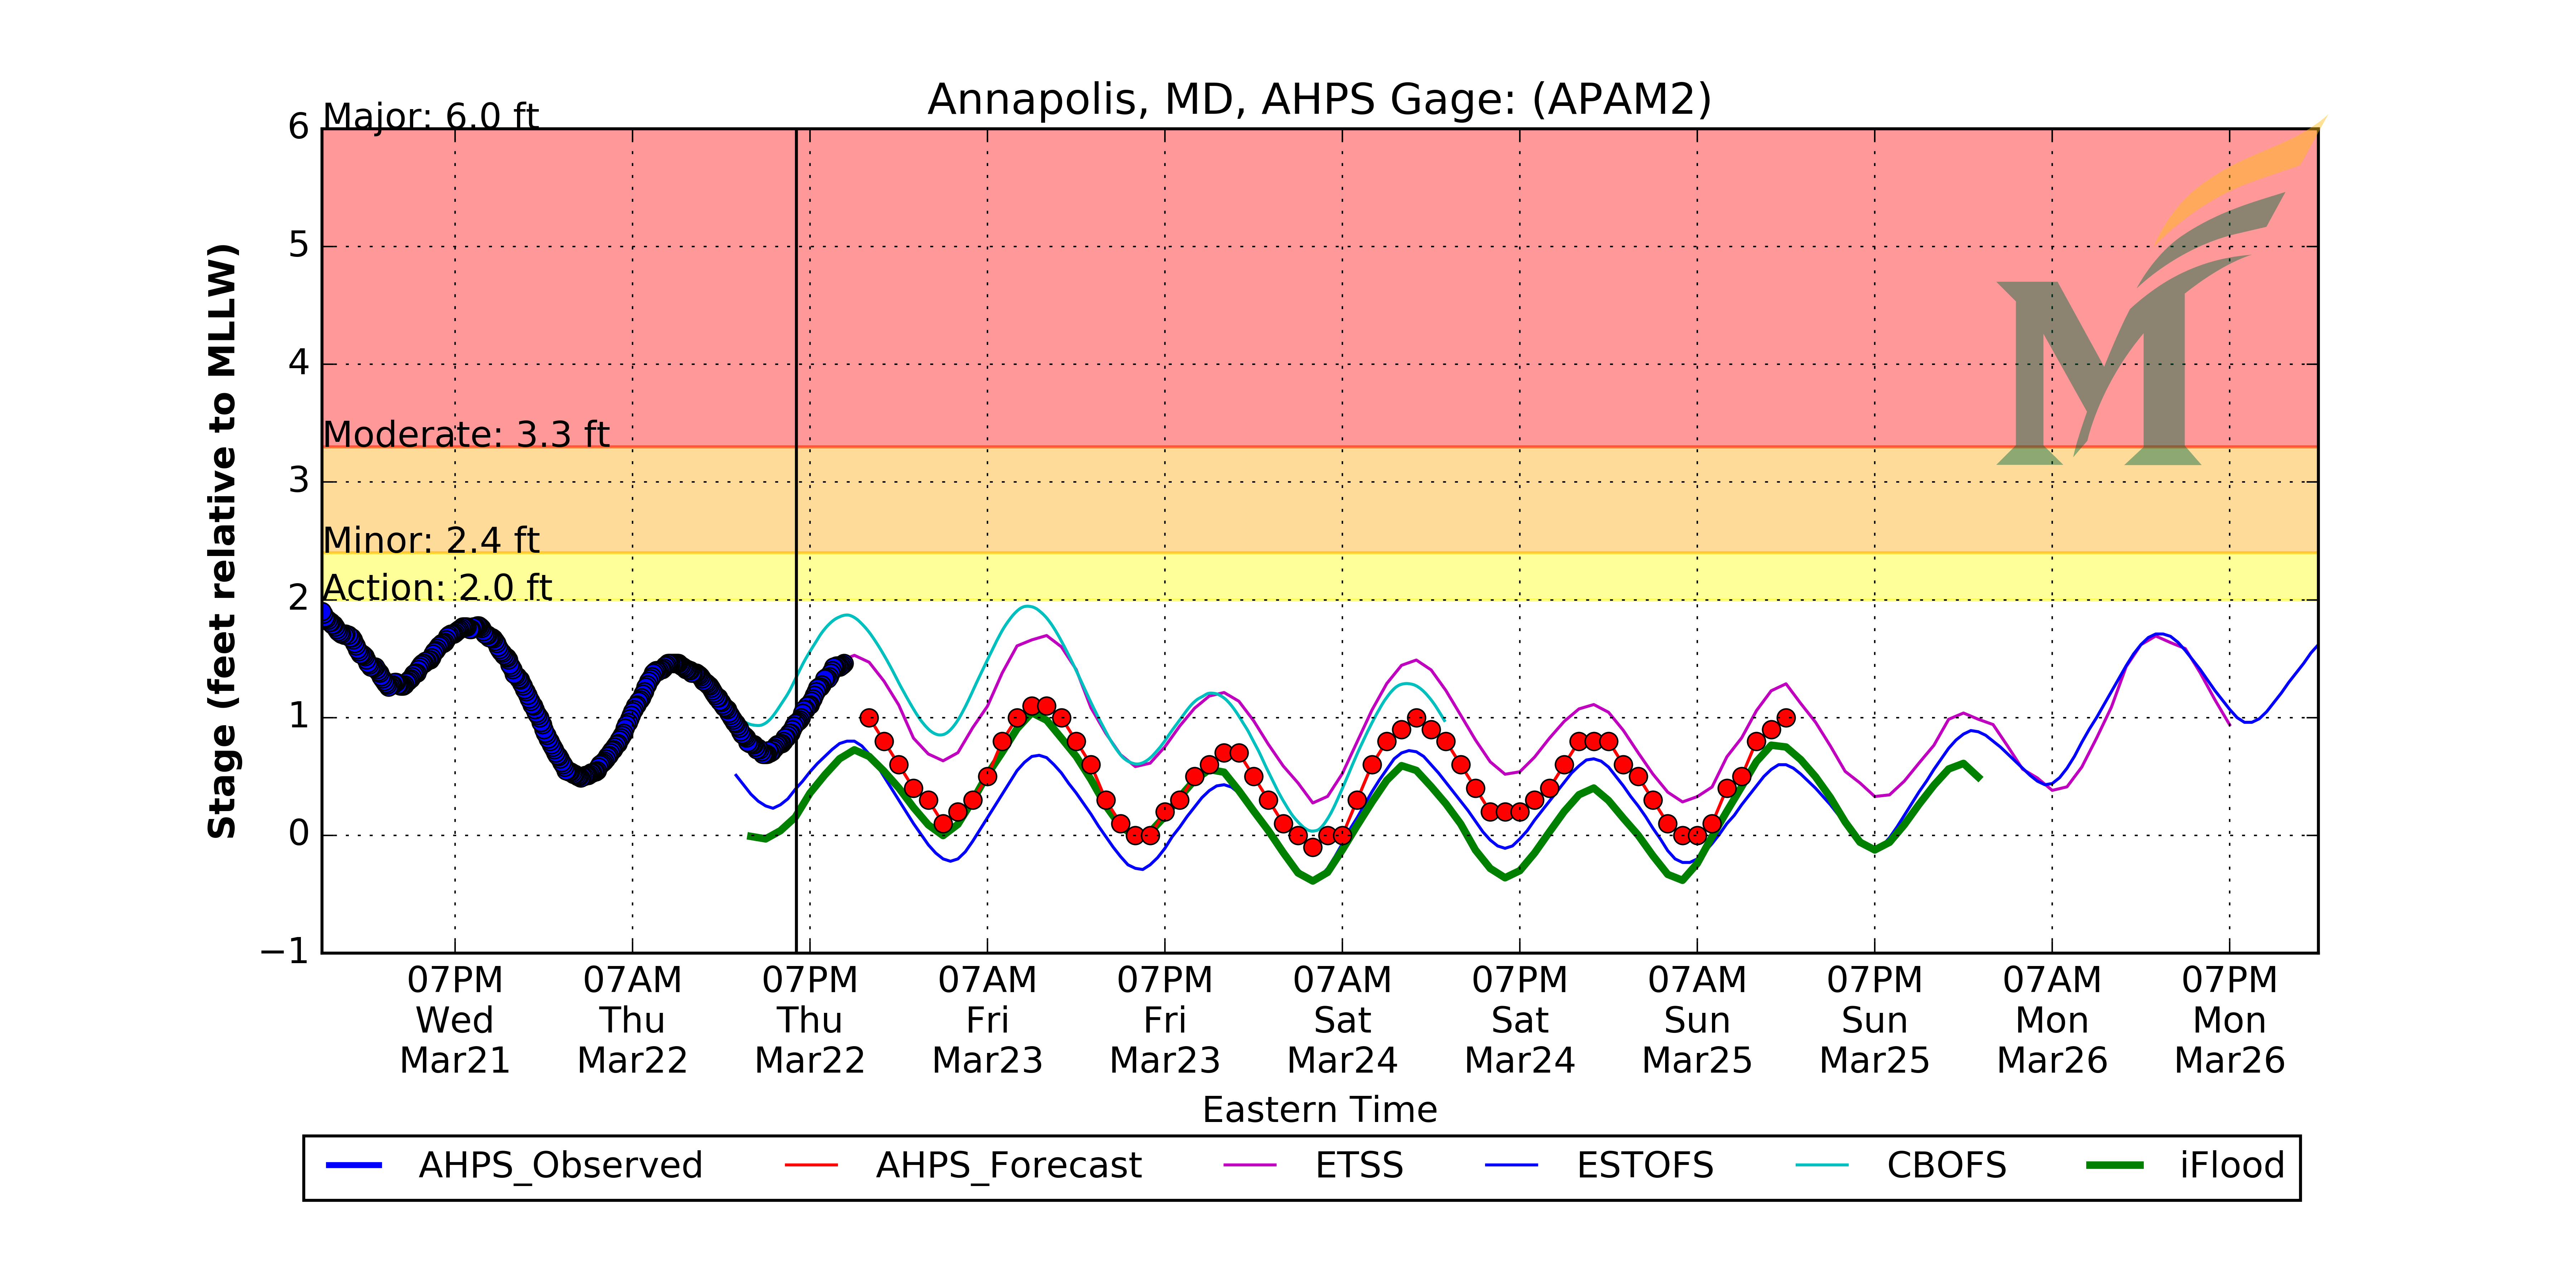 Annapolis, MD, AHPS Gage: (APAM2)
Major: 6.0 ft
Moderate: 3.3 ft
Minor: 2.4 ft
Action: 2.0 ft
Stage (feet relative to MLLW)
6
5
4
3
2
1
0
−1
07PM 07AM 07PM 07AM 07PM 07AM 07PM 07AM 07PM 07AM 07PM
Wed Thu Thu Fri Fri Sat Sat Sun Sun Mon Mon
Mar21 Mar22 Mar22 Mar23 Mar23 Mar24 Mar24 Mar25 Mar25 Mar26 Mar26
Eastern Time
AHPS_Observed AHPS_Forecast ETSS ESTOFS CBOFS iFlood
M